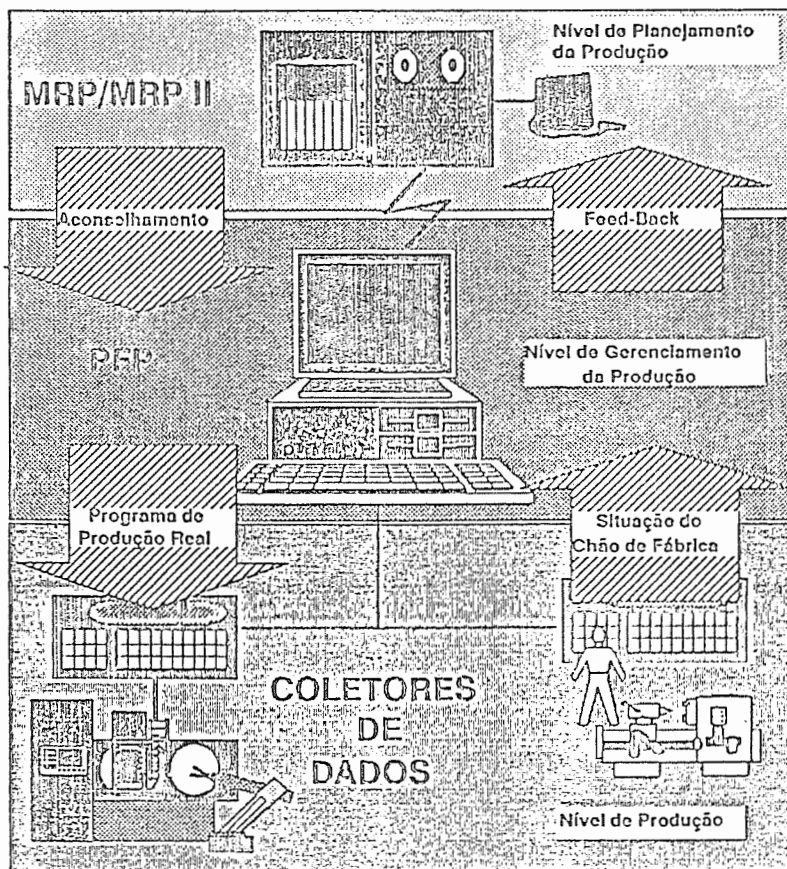 Nível de Planejamento
da Produção
MRP/MRP II
Aconselhamento
Feed-Back
Nível de Gerenciamento
da Produção
Programa de
Produção Real
Situação do
Chão de Fábrica
COLETORES
DE
DADOS
Nível de Produção